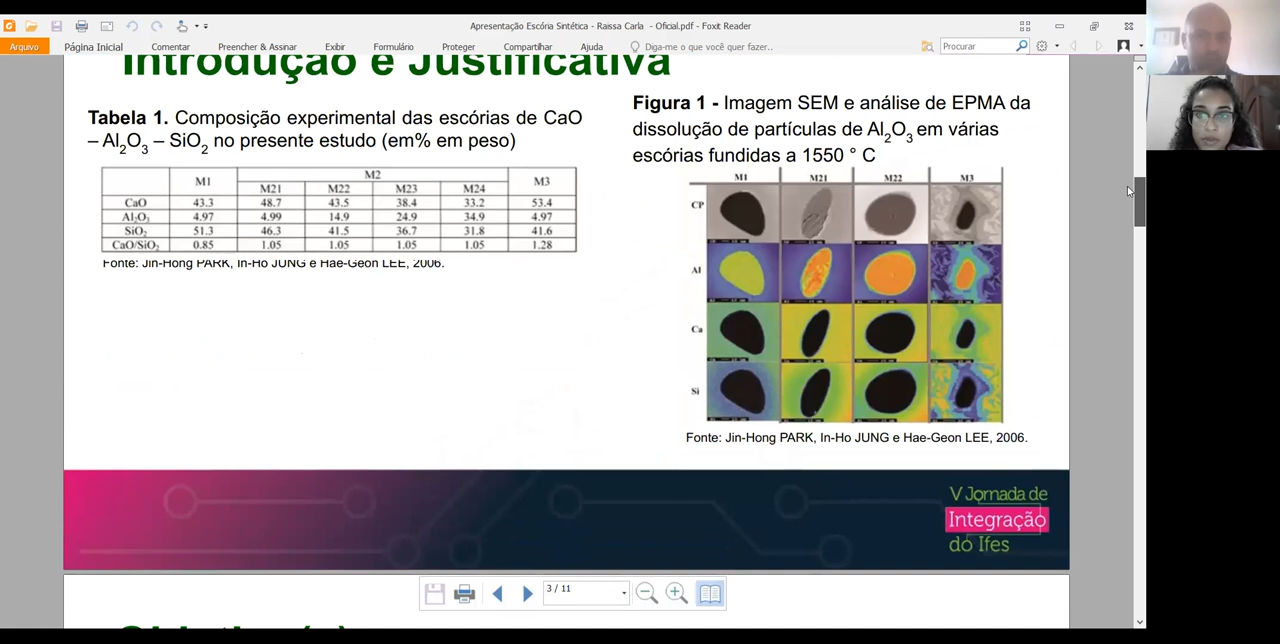 Apresentação Escória Sintética - Raissa Carla - Oficial.pdf - Foxit Reader
Arquivo Página Inicial Comentar Preencher & Assinar Exibir Formulário Proteger Compartilhar Ajuda Diga-me o que você quer fazer.. Procurar
Introdução e Justificativa
Tabela 1. Composição experimental das escórias de CaO
– Al2O3 – SiO2 no presente estudo (em% em peso)
M1 M2 M3
M21 M22 M23 M24
CaO 43.3 48.7 43.5 38.4 33.2 53.4
Al2O3 4.97 4.99 14.9 24.9 34.9 4.97
SiO2 51.3 46.3 41.5 36.7 31.8 41.6
CaO/SiO2 0.85 1.05 1.05 1.05 1.05 1.28
Fonte: Jin-Hong PARK, In-Ho JUNG e Hae-Geon LEE, 2006.
Figura 1 - Imagem SEM e análise de EPMA da
dissolução de partículas de Al2O3 em várias
escórias fundidas a 1550 ° C
M1 M21 M22 M3
CP
Al
Ca
Si
Fonte: Jin-Hong PARK, In-Ho JUNG e Hae-Geon LEE, 2006.
V Jornada de
Integração
do Ifes
3 / 11